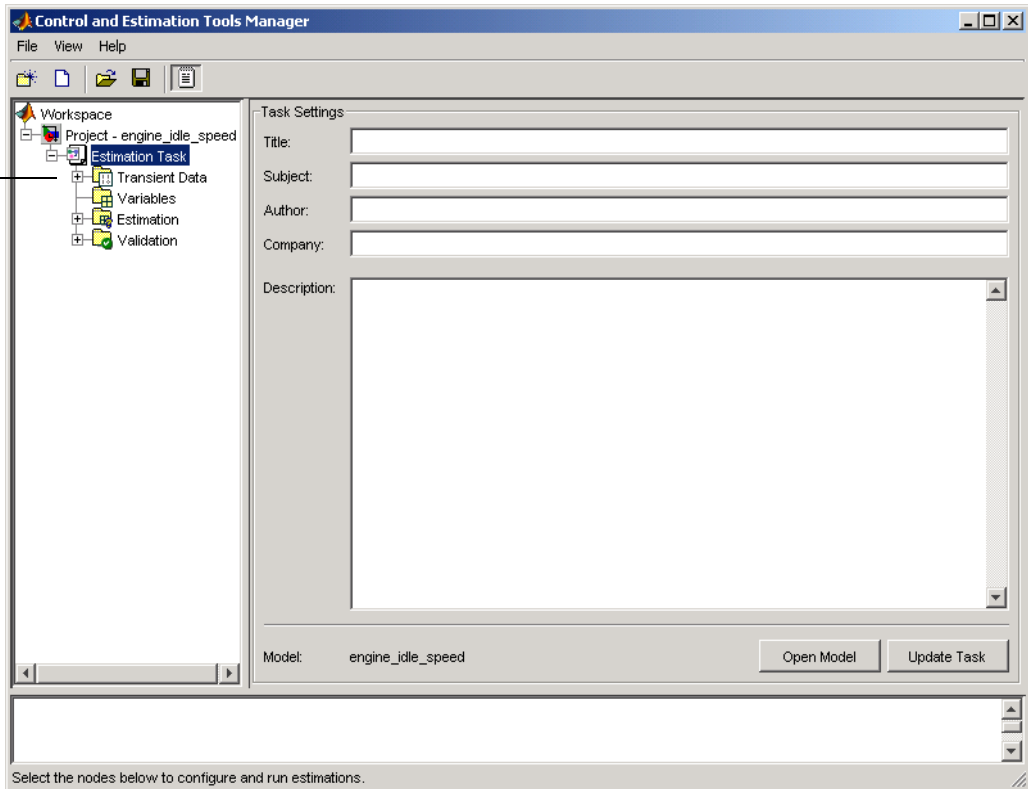 Control and Estimation Tools Manager
File View Help
Workspace
Project - engine_idle_speed
Estimation Task
Transient Data
Variables
Estimation
Validation
Task Settings
Title:
Subject:
Author:
Company:
Description:
Model: engine_idle_speed
Open Model Update Task
Select the nodes below to configure and run estimations.